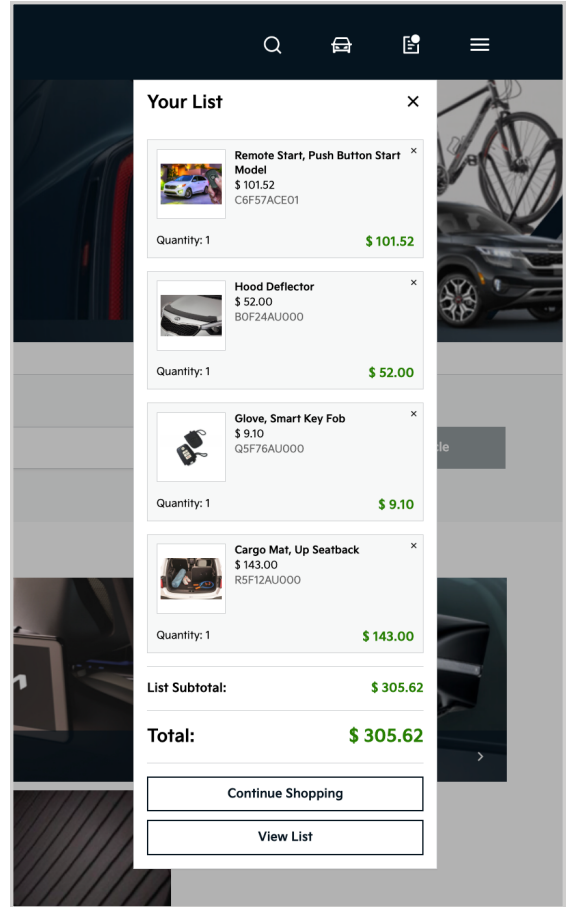 Your List
×
×
Remote Start, Push Button Start
Model
$ 101.52
C6F57ACE01
Quantity: 1
$ 101.52
×
Hood Deflector
$ 52.00
B0F24AU000
Quantity: 1
$ 52.00
×
Glove, Smart Key Fob
$ 9.10
Q5F76AU000
Quantity: 1
$ 9.10
×
Cargo Mat, Up Seatback
$ 143.00
R5F12AU000
Quantity: 1
$ 143.00
List Subtotal:
$ 305.62
Total:
$ 305.62
Continue Shopping
View List